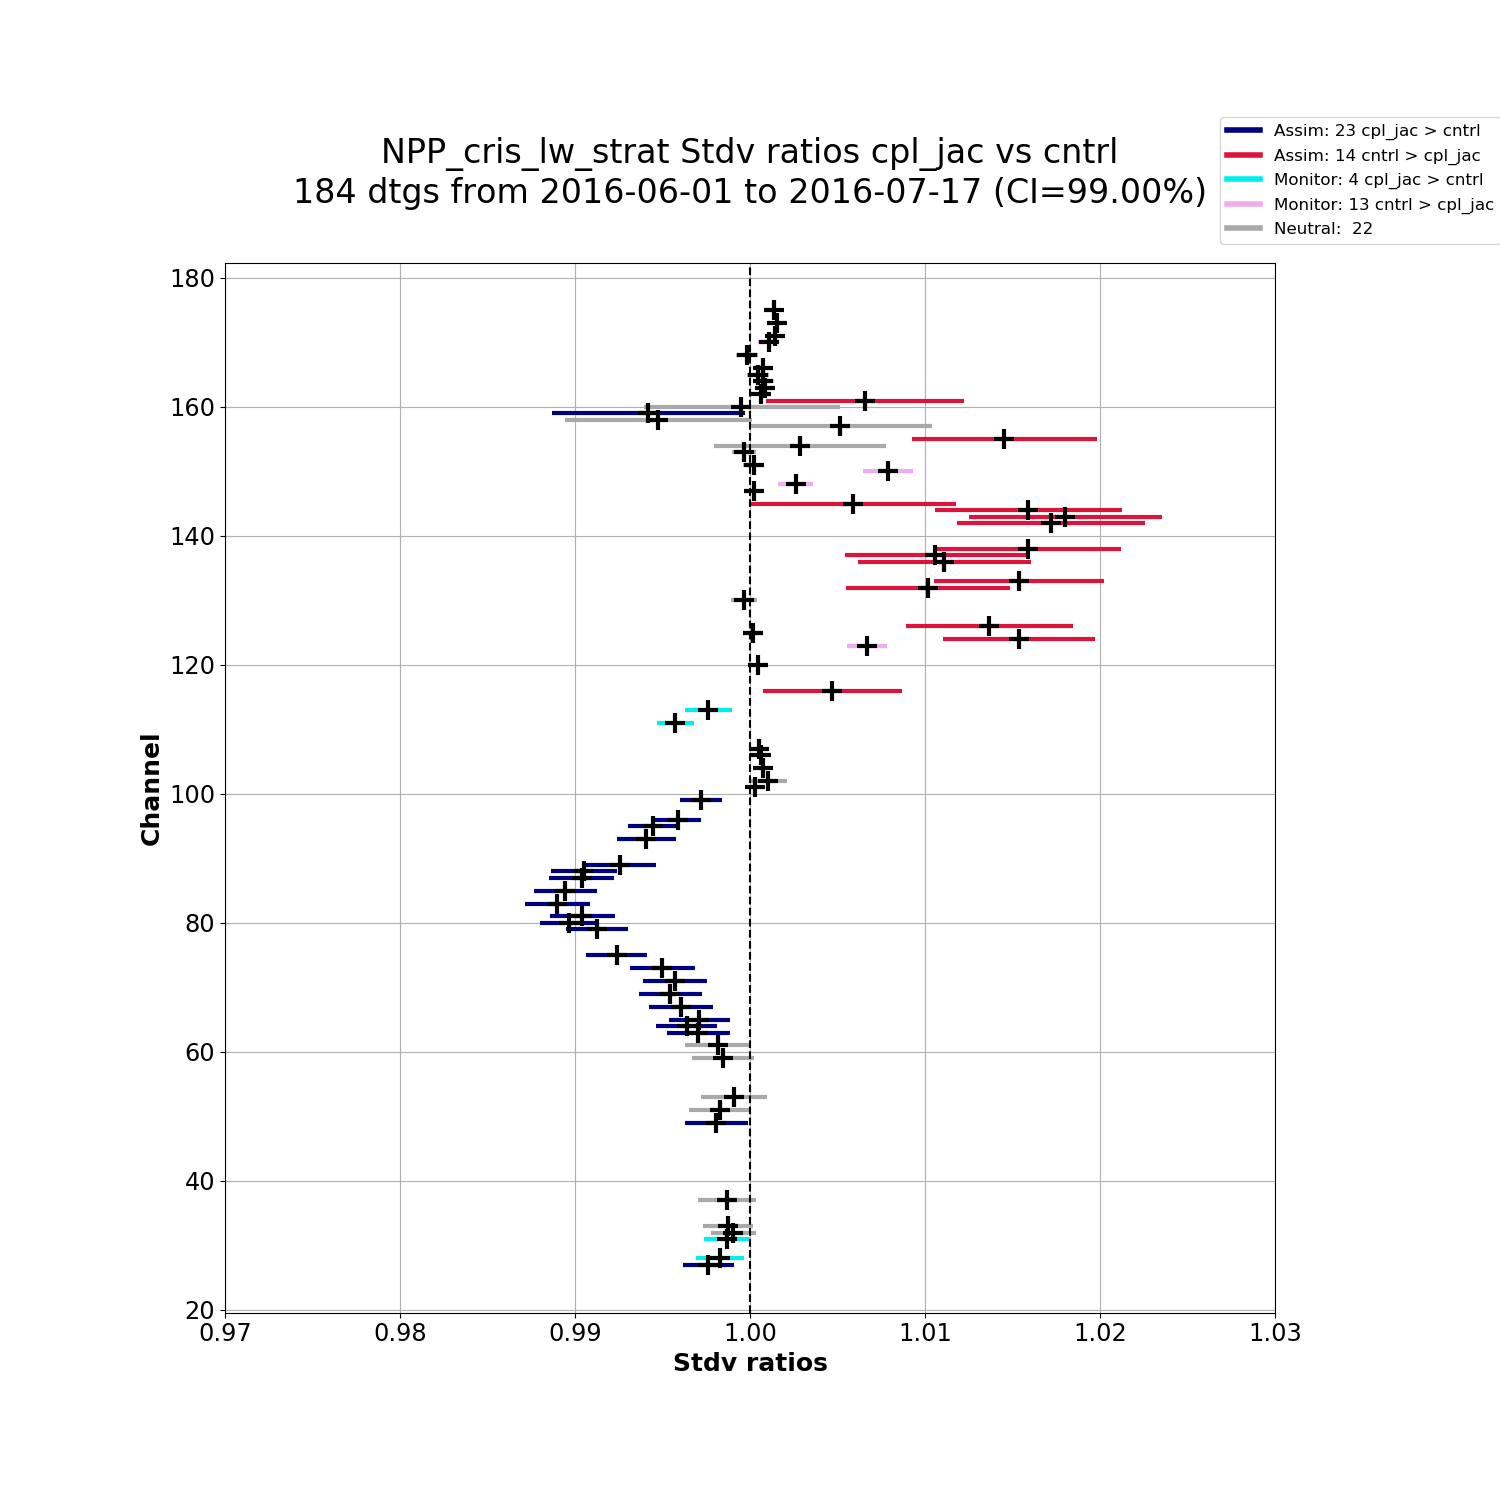 NPP_cris_lw_strat Stdv ratios cpl_jac vs cntrl
184 dtgs from 2016-06-01 to 2016-07-17 (CI=99.00%)
Assim: 23 cpl_jac > cntrl
Assim: 14 cntrl > cpl_jac
Monitor: 4 cpl_jac > cntrl
Monitor: 13 cntrl > cpl_jac
Neutral:  22
180
160
140
120
100
80
60
40
20
Channel
0.97 0.98 0.99 1.00 1.01 1.02 1.03
Stdv ratios